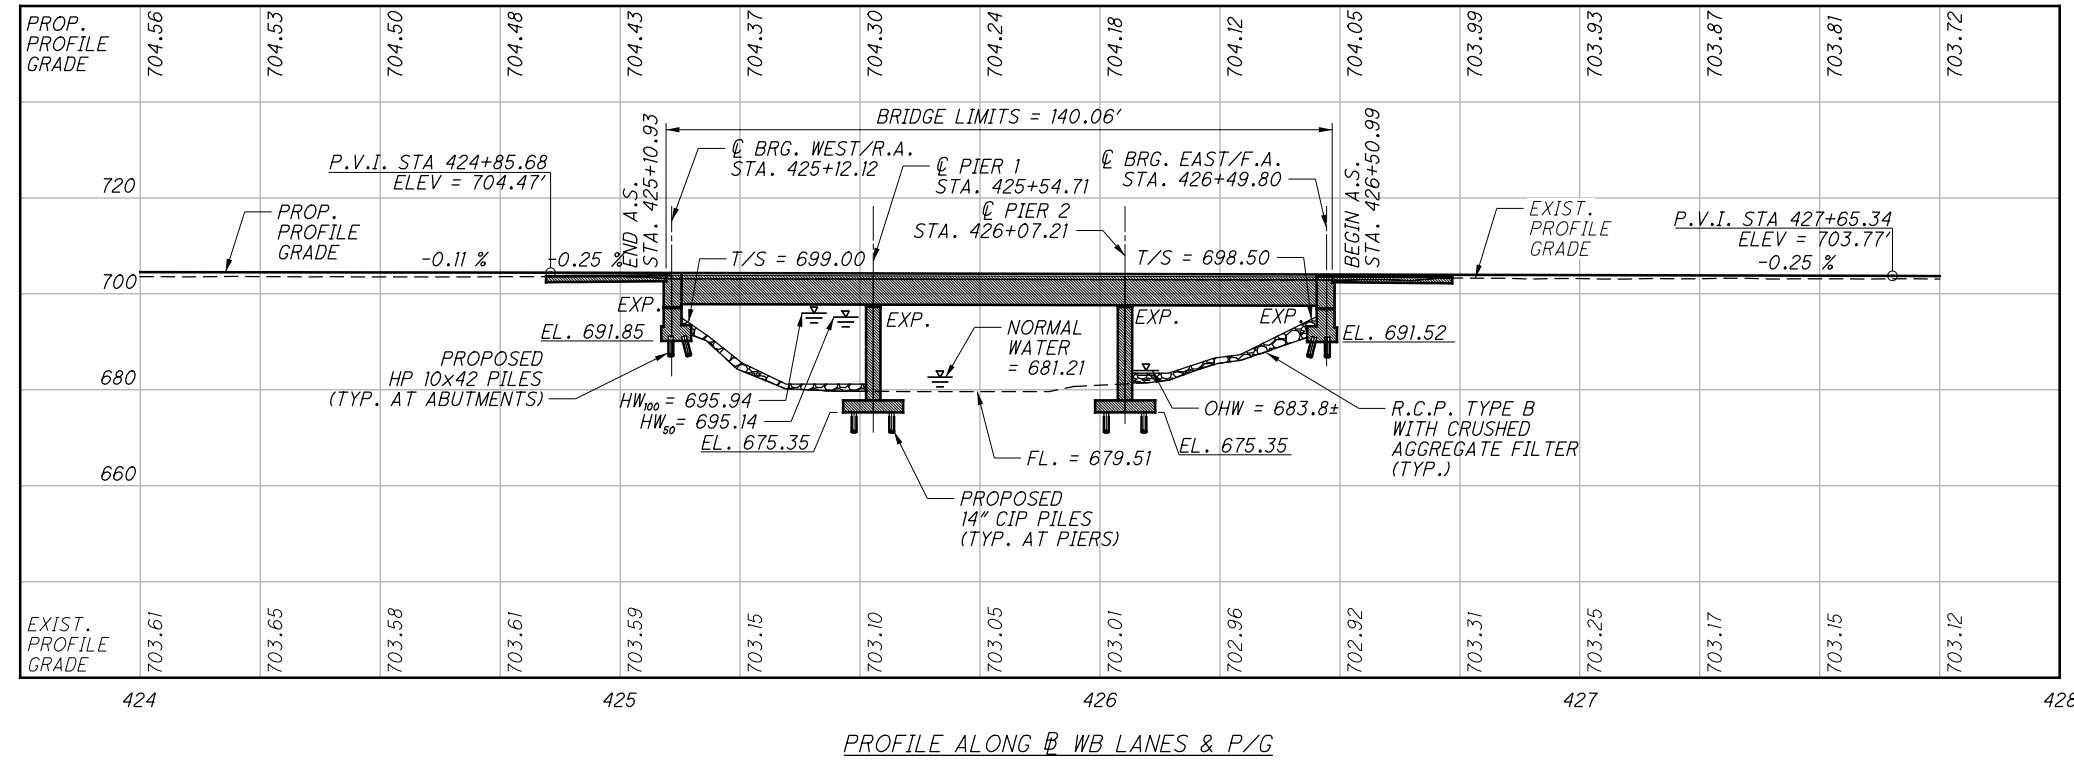 PROP.
PROFILE
GRADE
704.56
704.53
704.50
704.48
704.43
704.37
704.30
704.24
704.18
704.12
704.05
703.99
703.93
703.87
703.81
703.72
BRIDGE LIMITS = 140.06'
END A.S.
STA. 425+10.93
BEGIN A.S.
STA. 426+50.99
P.V.I. STA 424+85.68
ELEV = 704.47'
℄ BRG. WEST/R.A.
STA. 425+12.12
℄ PIER 1
STA. 425+54.71
℄ PIER 2
STA. 426+07.21
℄ BRG. EAST/F.A.
STA. 426+49.80
P.V.I. STA 427+65.34
ELEV = 703.77'
-0.25 %
EXIST.
PROFILE
GRADE
PROP.
PROFILE
GRADE
-0.11 %
-0.25 %
T/S = 699.00
T/S = 698.50
720
700
680
660
EXP.
EXP.
EXP.
EXP.
EL. 691.85
EL. 691.52
NORMAL
WATER
= 681.21
PROPOSED
HP 10x42 PILES
(TYP. AT ABUTMENTS)
HW100 = 695.94
HW50 = 695.14
EL. 675.35
OHW = 683.8±
EL. 675.35
R.C.P. TYPE B
WITH CRUSHED
AGGREGATE FILTER
(TYP.)
FL. = 679.51
PROPOSED
14" CIP PILES
(TYP. AT PIERS)
EXIST.
PROFILE
GRADE
703.61
703.65
703.58
703.61
703.59
703.15
703.10
703.05
703.01
702.96
702.92
703.31
703.25
703.17
703.15
703.12
424
425
426
427
428
PROFILE ALONG ⅊ WB LANES & P/G